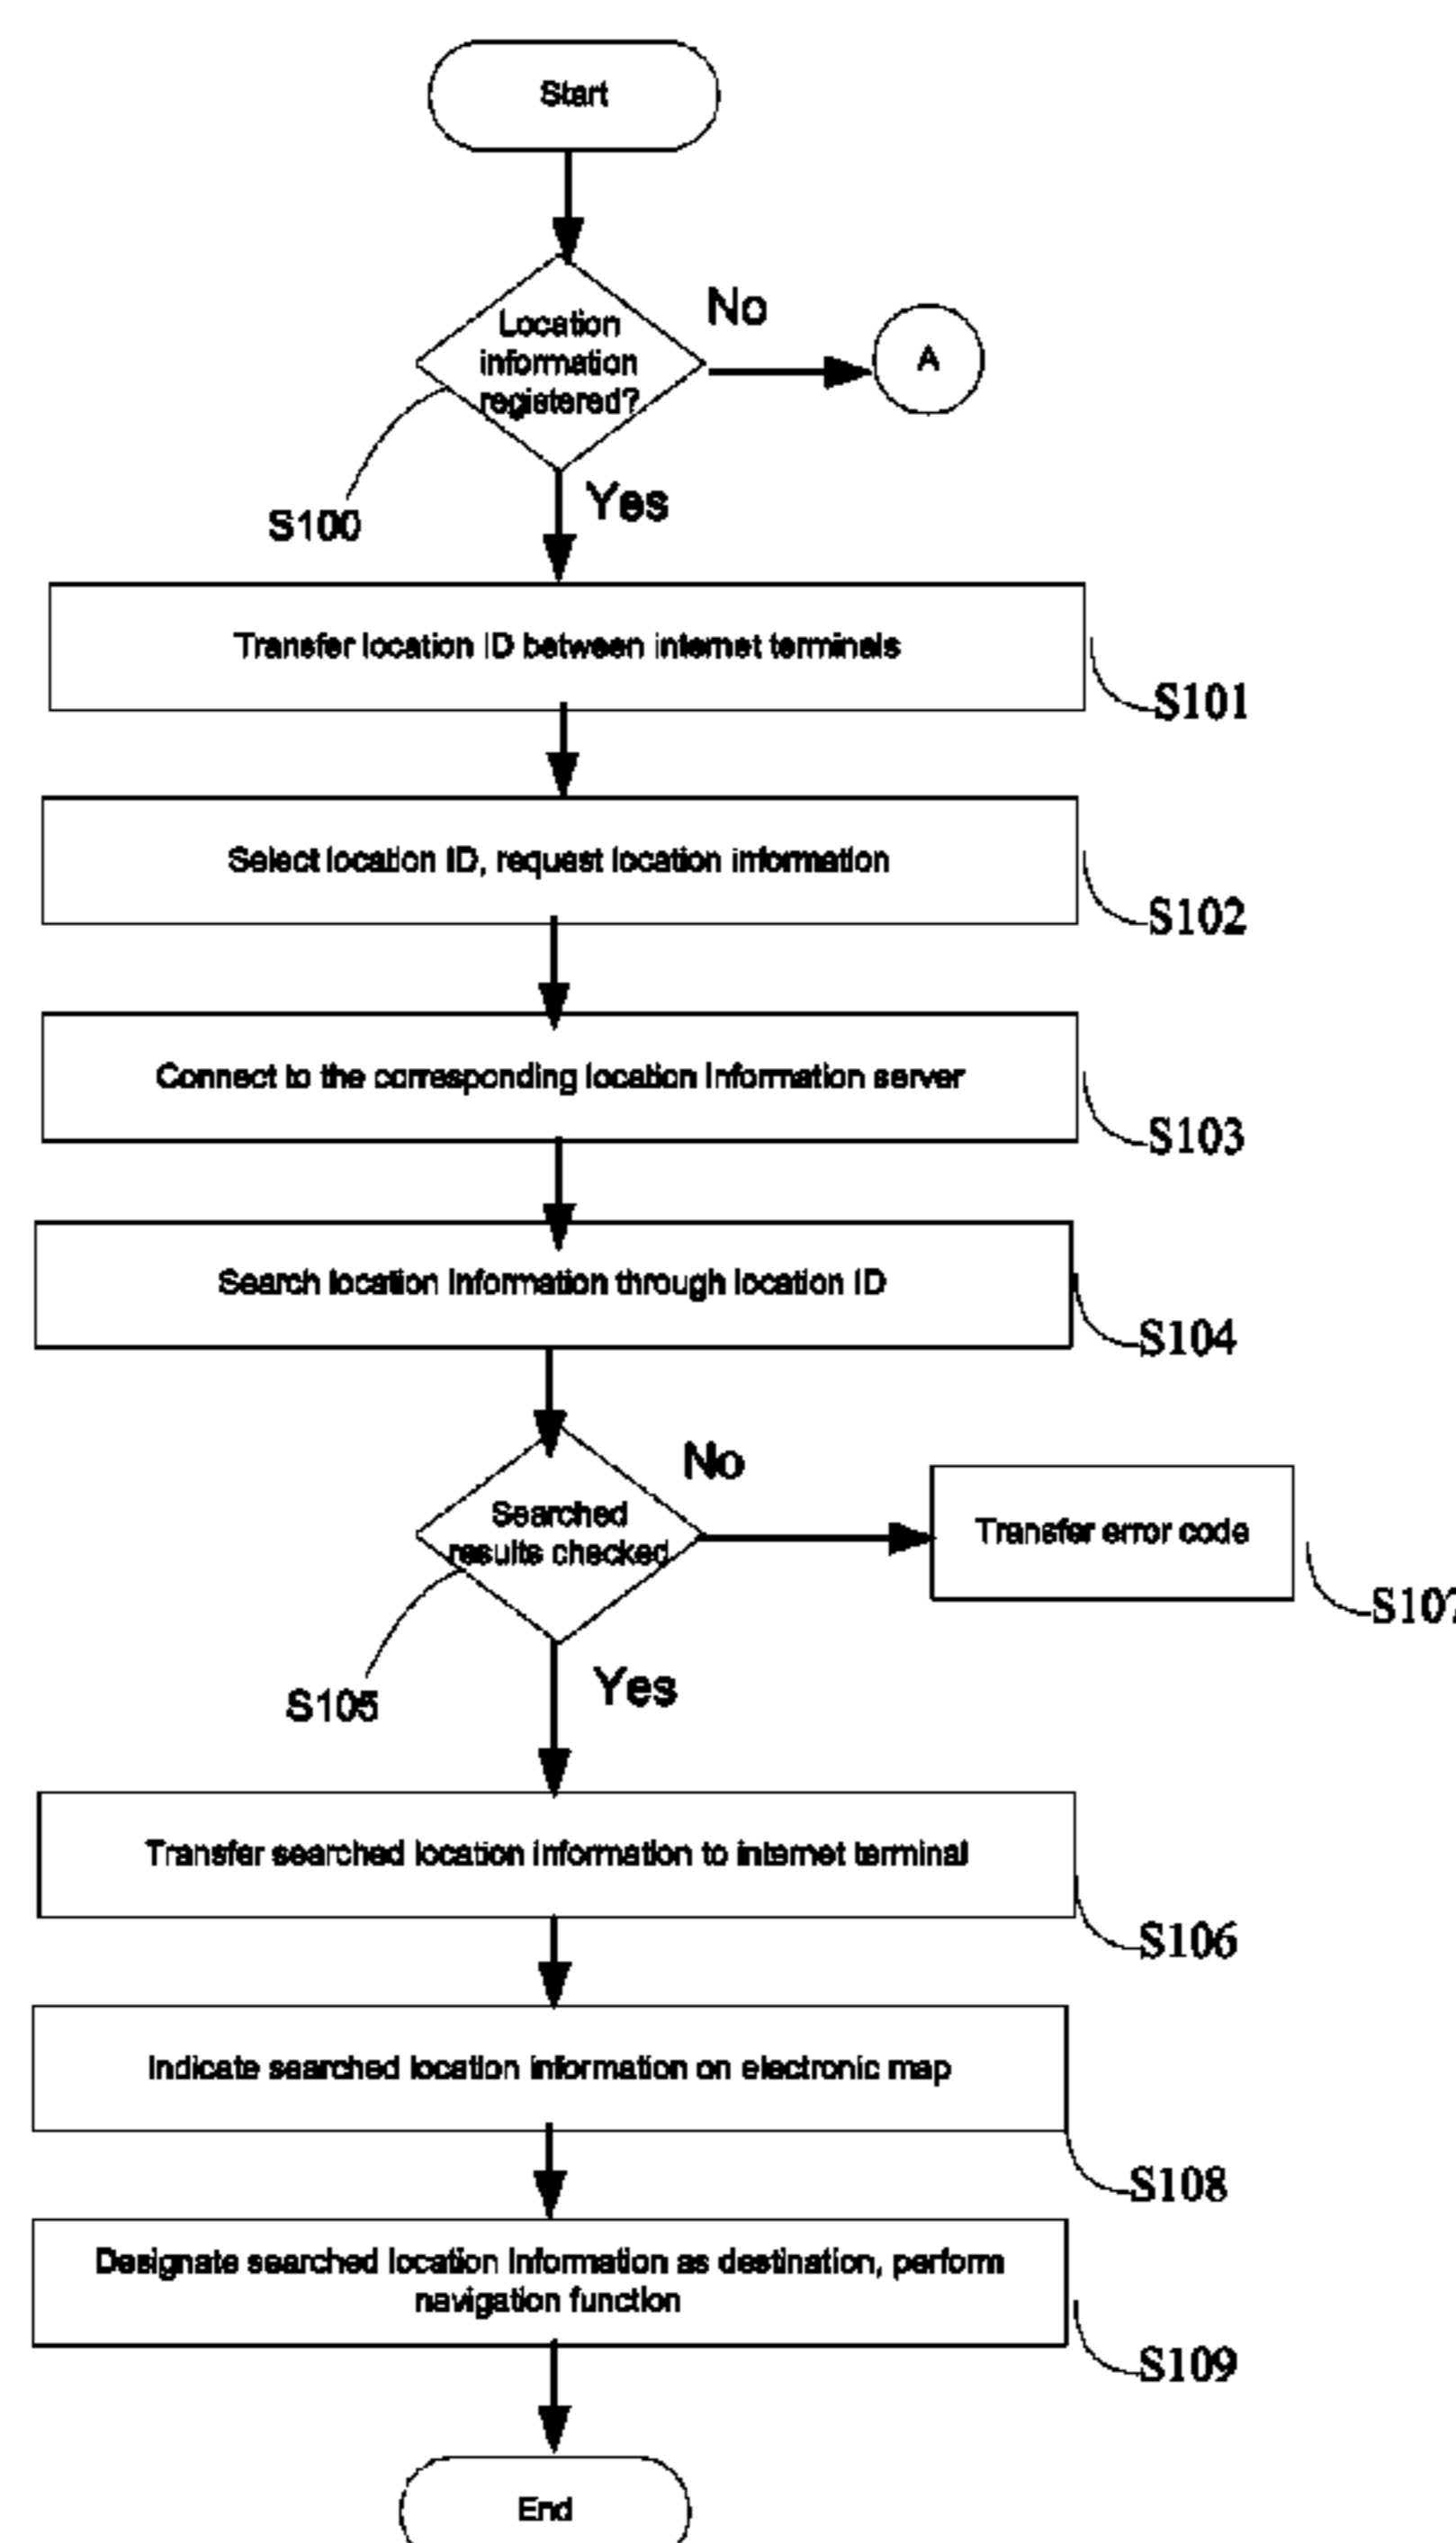 Start
Location
information
registered?
No
A
S100
Yes
Transfer location ID between internet terminals
S101
Select location ID, request location information
S102
Connect to the corresponding location information server
S103
Search location information through location ID
S104
Searched
results checked
No
Transfer error code
S107
S105
Yes
Transfer searched location information to internet terminal
S106
Indicate searched location information on electronic map
S108
Designate searched location information as destination, perform
navigation function
S109
End